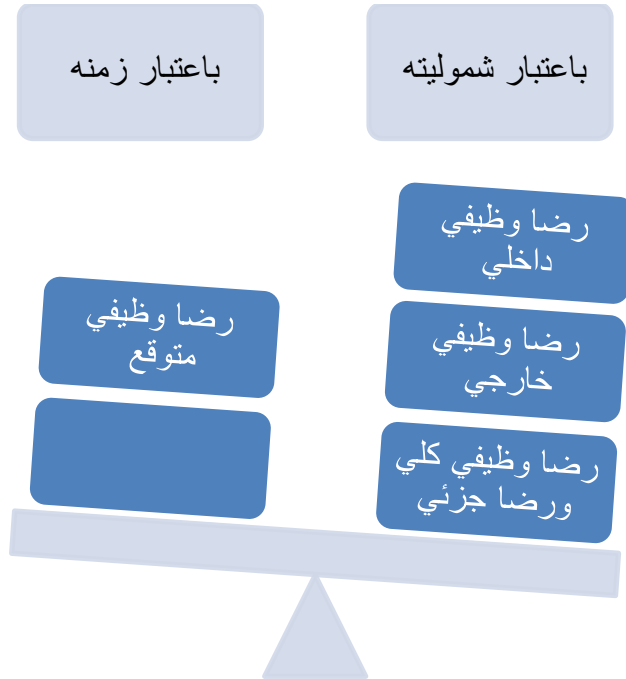 باعتبار شموليته
رضا وظيفي
داخلي
رضا وظيفي
خارجي
رضا وظيفي كلي
ورضا جزئي
باعتبار زمنه
رضا وظيفي
متوقع